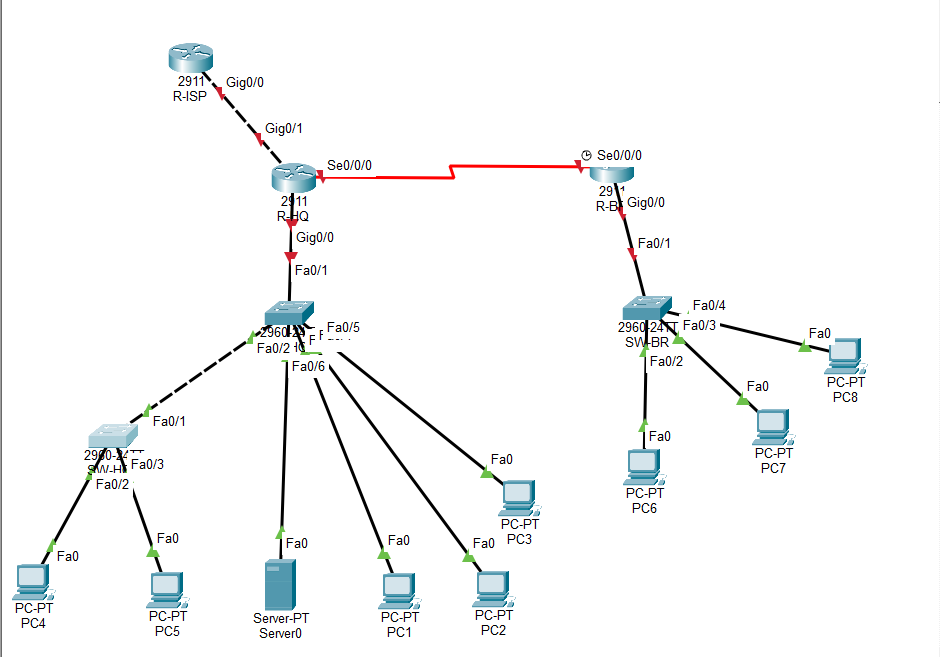 Gig0/0
2911
R-ISP
Gig0/1
Se0/0/0
2911
R-HQ
Gig0/0
Fa0/1
Se0/0/0
Gig0/0
Fa0/1
Fa0/4
Fa0/3
SW-BR
Fa0/2
Fa0
PC-PT
PC8
Fa0
PC-PT
PC7
Fa0
PC-PT
PC6
Fa0/5
Fa0/2
Fa0/6
Fa0/1
Fa0/3
Fa0/2
Fa0
PC-PT
PC3
Fa0
PC-PT
PC4
Fa0
PC-PT
PC5
Fa0
Server-PT
Server0
Fa0
PC-PT
PC1
Fa0
PC-PT
PC2